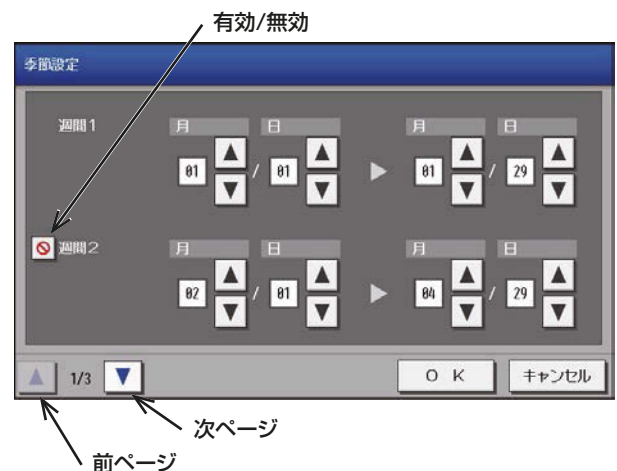 有効/無効
季節設定
週間1
月 日 月 日
01 / 01 ▶ 01 / 29
週間2
月 日 月 日
02 / 01 ▶ 04 / 29
1/3 OK キャンセル
次ページ
前ページ